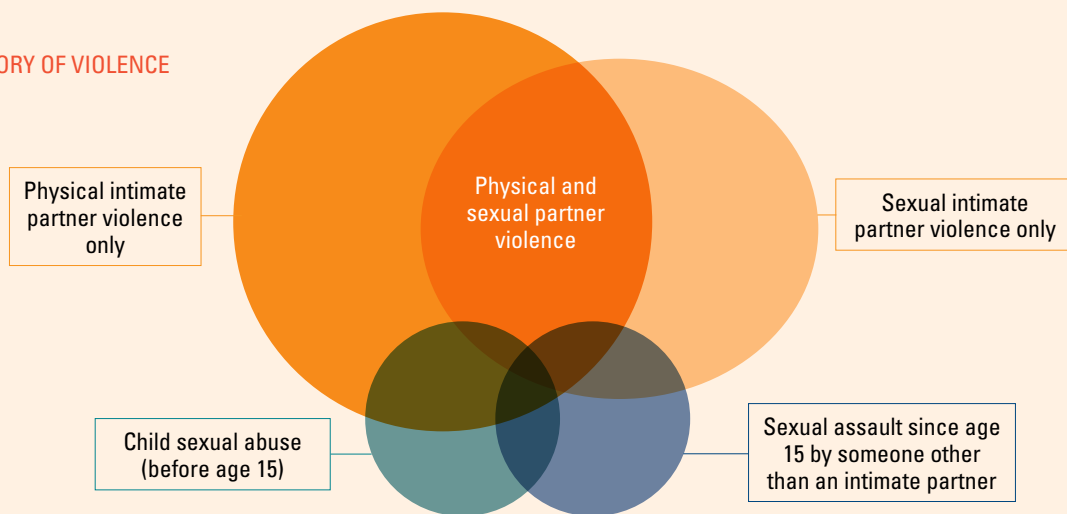 OF VIOLENCE
Physical and
sexual partner
violence
Physical intimate
partner violence
only
Sexual intimate
partner violence only
Child sexual abuse
(before age 15)
Sexual assault since age
15 by someone other
than an intimate partner